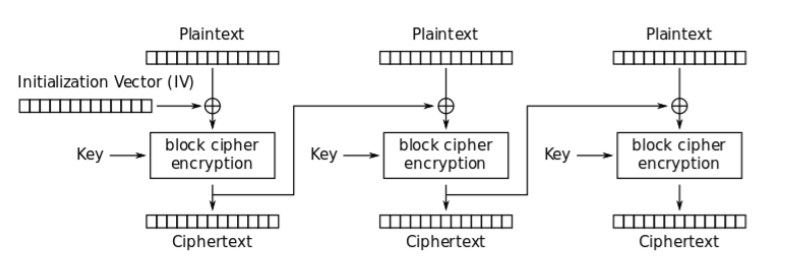 Plaintext
Plaintext
Plaintext
Initialization Vector (IV)
Key
block cipher
encryption
Key
block cipher
encryption
Key
block cipher
encryption
Ciphertext
Ciphertext
Ciphertext